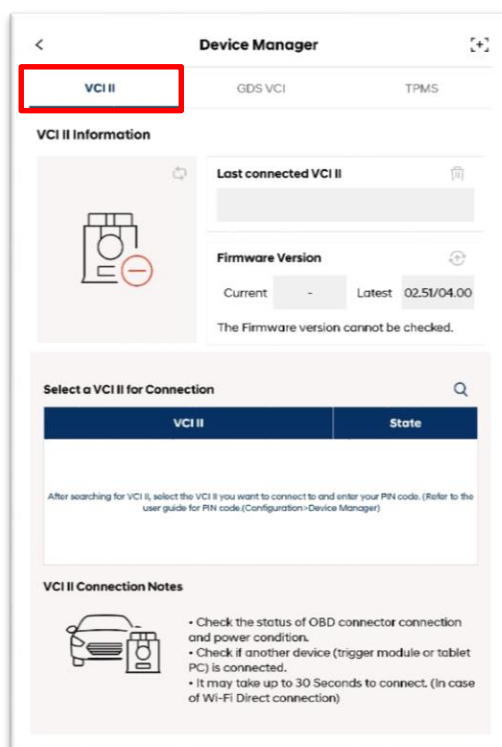 Device Manager
VCI II GDS VCI TPMS
VCI II Information
Last connected VCI II
Firmware Version
Current - Latest 02.51/04.00
The Firmware version cannot be checked.
Select a VCI II for Connection
VCI II State
After searching for VCI II, select the VCI II you want to connect to and enter your PIN code. (Refer to the
user guide for PIN code.(Configuration>Device Manager)
VCI II Connection Notes
• Check the status of OBD connector connection
and power condition.
• Check if another device (trigger module or tablet
PC) is connected.
• It may take up to 30 Seconds to connect. (In case
of Wi-Fi Direct connection)